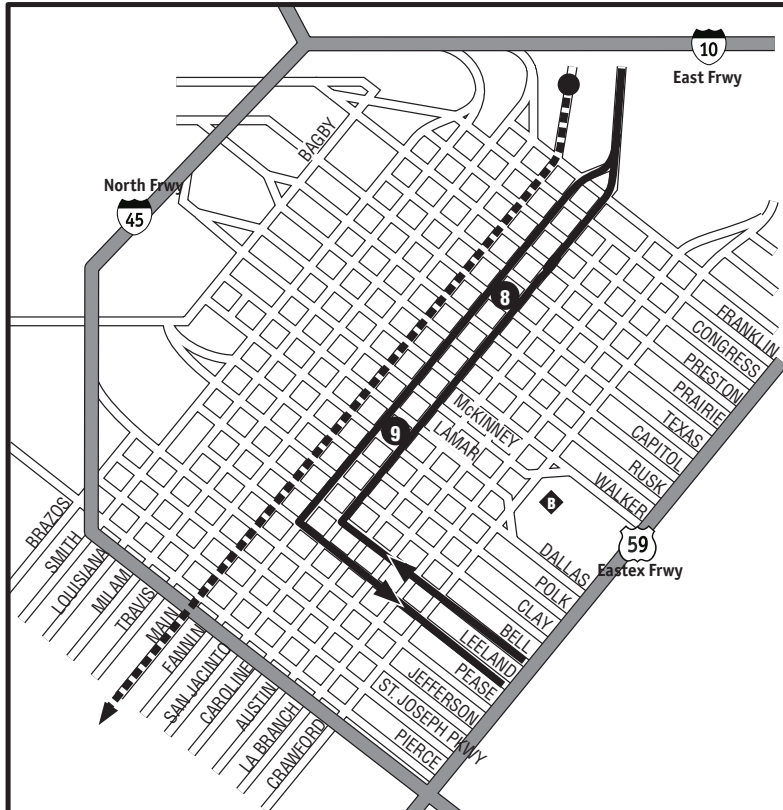 10
East Frwy
BAGBY
North Frwy
45
8
FRANKLIN
CONGRESS
PRESTON
PRAIRIE
TEXAS
CAPITOL
RUSK
WALKER
McKINNEY
LAMAR
9
B
59
Eastex Frwy
DALLAS
POLK
CLAY
BELL
LEELAND
PEASE
JEFFERSON
ST. JOSEPH PKWY
PIERCE
BRAZOS
SMITH
LOUISIANA
MILAM
TRAVIS
MAIN
FANNIN
SAN JACINTO
CAROLINE
AUSTIN
LA BRANCH
CRAWFORD